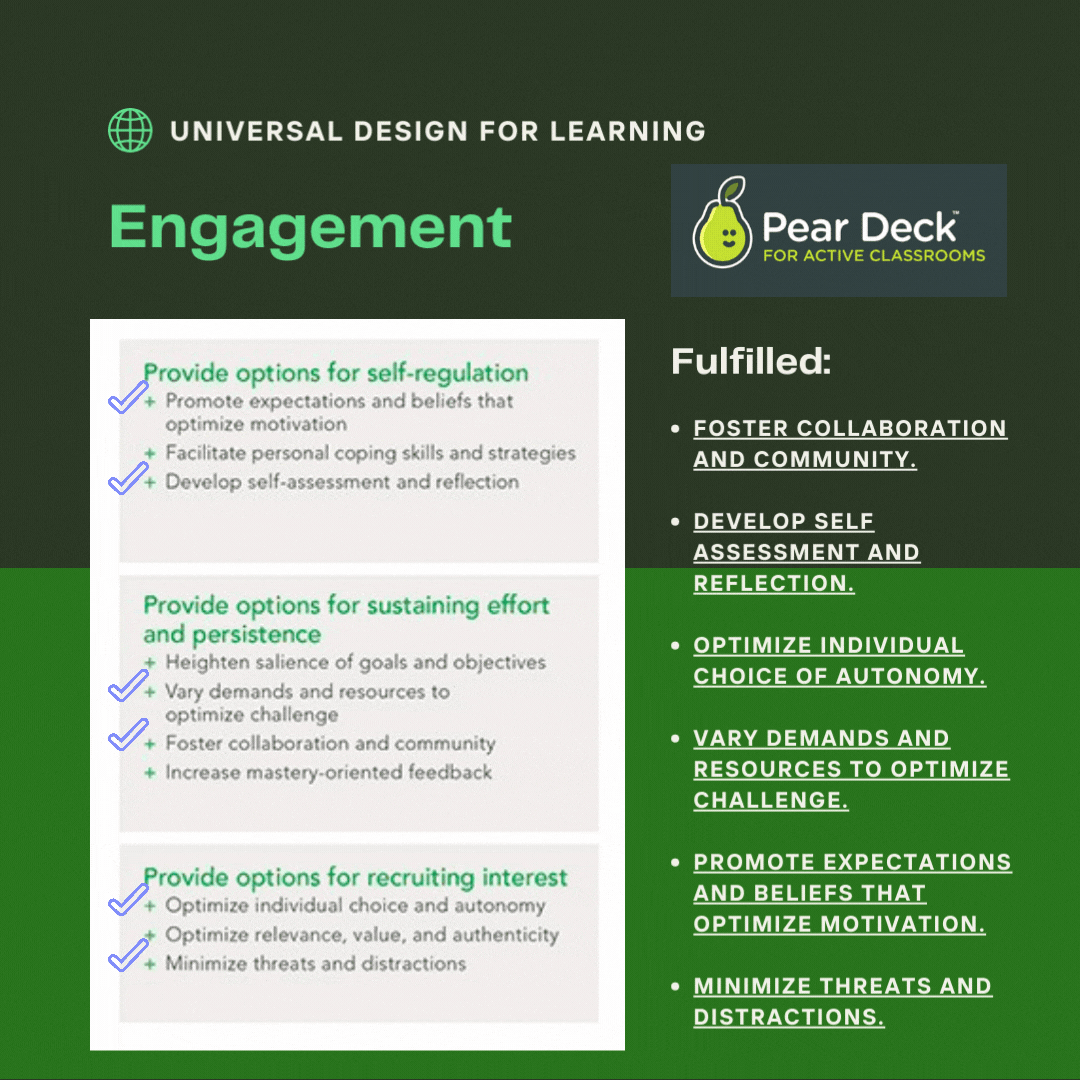 UNIVERSAL DESIGN FOR LEARNING
Engagement
Pear Deck™
FOR ACTIVE CLASSROOMS
Provide options for self-regulation
+ Promote expectations and beliefs that
optimize motivation
+ Facilitate personal coping skills and strategies
+ Develop self-assessment and reflection
Provide options for sustaining effort
and persistence
+ Heighten salience of goals and objectives
+ Vary demands and resources to
optimize challenge
+ Foster collaboration and community
+ Increase mastery-oriented feedback
Provide options for recruiting interest
+ Optimize individual choice and autonomy
+ Optimize relevance, value, and authenticity
+ Minimize threats and distractions
Fulfilled:
• FOSTER COLLABORATION
AND COMMUNITY.
• DEVELOP SELF
ASSESSMENT AND
REFLECTION.
• OPTIMIZE INDIVIDUAL
CHOICE OF AUTONOMY.
• VARY DEMANDS AND
RESOURCES TO OPTIMIZE
CHALLENGE.
• PROMOTE EXPECTATIONS
AND BELIEFS THAT
OPTIMIZE MOTIVATION.
• MINIMIZE THREATS AND
DISTRACTIONS.